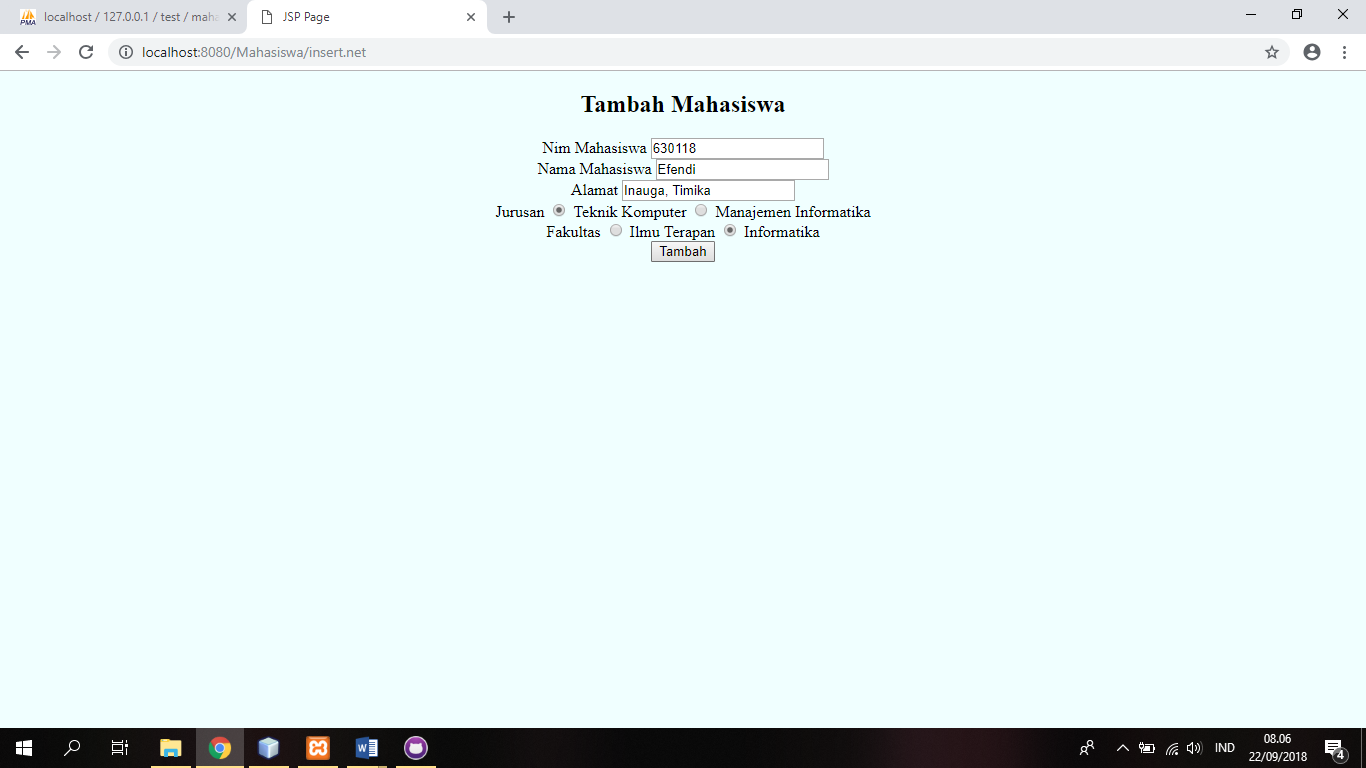 PMA localhost / 127.0.0.1 / test / maha
JSP Page
localhost:8080/Mahasiswa/insert.net
Tambah Mahasiswa
Nim Mahasiswa 630118
Nama Mahasiswa Efendi
Alamat Inauga, Timika
Jurusan Teknik Komputer Manajemen Informatika
Fakultas Ilmu Terapan Informatika
Tambah
W
IND
08.06
22/09/2018
4